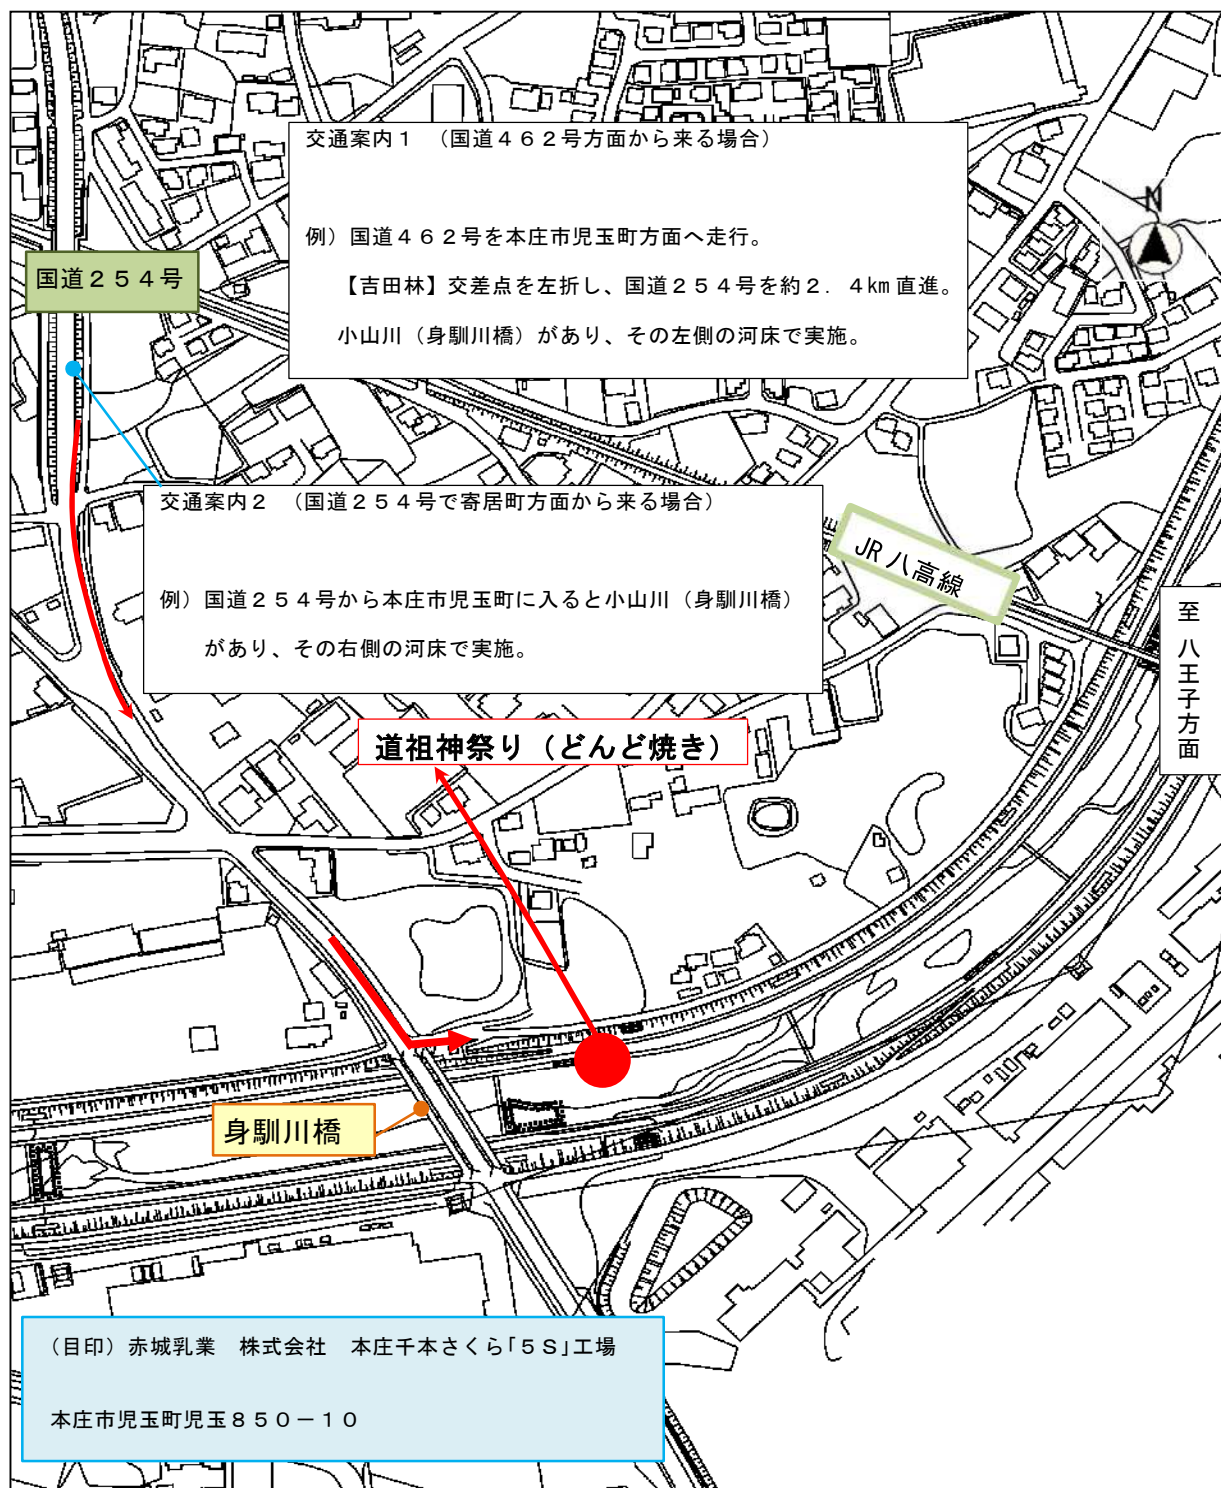 交通案内１　（国道４６２号方面から来る場合）
N
例）国道４６２号を本庄市児玉町方面へ走行。
国道２５４号
【吉田林】交差点を左折し、国道２５４号を約２．４km 直進。
小山川（身馴川橋）があり、その左側の河床で実施。
交通案内２　（国道２５４号で寄居町方面から来る場合）
JR 八高線
例）国道２５４号から本庄市児玉町に入ると小山川（身馴川橋）
があり、その右側の河床で実施。
至 八王子方面
道祖神祭り（どんど焼き）
身馴川橋
（目印）赤城乳業　株式会社　本庄千本さくら｢５Ｓ｣工場
本庄市児玉町児玉８５０－１０